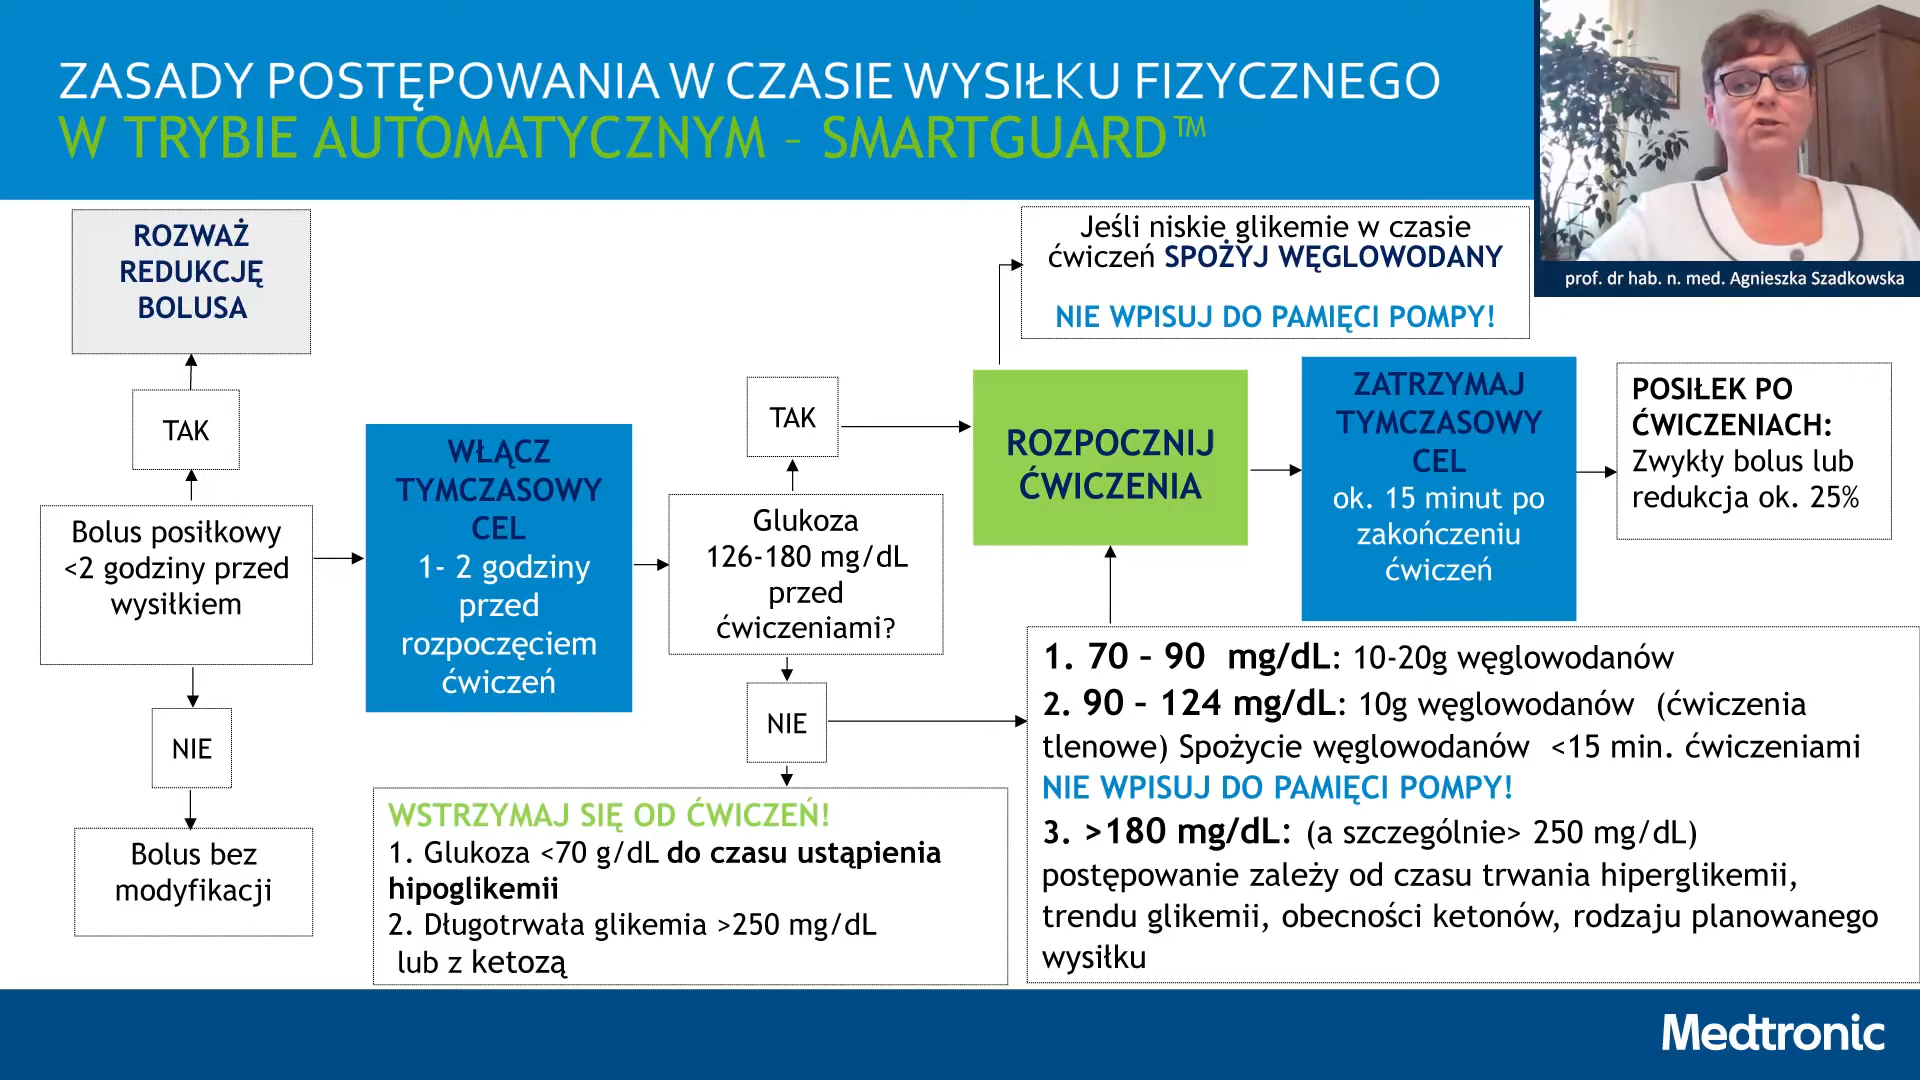 ZASADY POSTĘPOWANIA W CZASIE WYSIŁKU FIZYCZNEGO
W TRYBIE AUTOMATYCZNYM – SMARTGUARD™
prof. dr hab. n. med. Agnieszka Szadkowska
ROZWAŻ
REDUKCJĘ
BOLUSA
TAK
Bolus posiłkowy
<2 godziny przed
wysiłkiem
NIE
Bolus bez
modyfikacji
WŁĄCZ
TYMCZASOWY
CEL
1- 2 godziny
przed
rozpoczęciem
ćwiczeń
TAK
Glukoza
126-180 mg/dL
przed
ćwiczeniami?
NIE
WSTRZYMAJ SIĘ OD ĆWICZEŃ!
1. Glukoza <70 g/dL do czasu ustąpienia
hipoglikemii
2. Długotrwała glikemia >250 mg/dL
lub z ketozą
Jeśli niskie glikemie w czasie
ćwiczeń SPOŻYJ WĘGLOWODANY
NIE WPISUJ DO PAMIĘCI POMPY!
ROZPOCZNIJ
ĆWICZENIA
ZATRZYMAJ
TYMCZASOWY
CEL
ok. 15 minut po
zakończeniu
ćwiczeń
POSIŁEK PO
ĆWICZENIACH:
Zwykły bolus lub
redukcja ok. 25%
1. 70 – 90 mg/dL: 10-20g węglowodanów
2. 90 – 124 mg/dL: 10g węglowodanów (ćwiczenia
tlenowe) Spożycie węglowodanów <15 min. ćwiczeniami
NIE WPISUJ DO PAMIĘCI POMPY!
3. >180 mg/dL: (a szczególnie> 250 mg/dL)
postępowanie zależy od czasu trwania hiperglikemii,
trendu glikemii, obecności ketonów, rodzaju planowanego
wysiłku
Medtronic